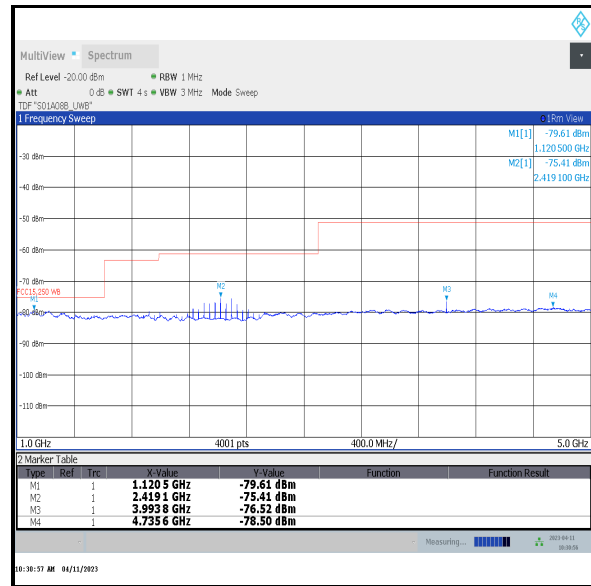 R S
MultiView Spectrum
Ref Level -20.00 dBm RBW 1 MHz
Att 0 dB SWT 4 s VBW 3 MHz Mode Sweep
TDF "S01A08B_UWB"
1 Frequency Sweep 1Rm View
M1[1] -79.61 dBm
1.120 500 GHz
M2[1] -75.41 dBm
2.419 100 GHz
-30 dBm
-40 dBm
-50 dBm
-60 dBm
-70 dBm
FCC15.250 WB
M1 M2 M3 M4
-80 dBm
-90 dBm
-100 dBm
-110 dBm
1.0 GHz 4001 pts 400.0 MHz/ 5.0 GHz
2 Marker Table
Type Ref Trc X-Value Y-Value Function Function Result
M1 1 1.120 5 GHz -79.61 dBm
M2 1 2.419 1 GHz -75.41 dBm
M3 1 3.993 8 GHz -76.52 dBm
M4 1 4.735 6 GHz -78.50 dBm
Measuring... 2023-04-11
10:30:56
10:30:57 AM 04/11/2023